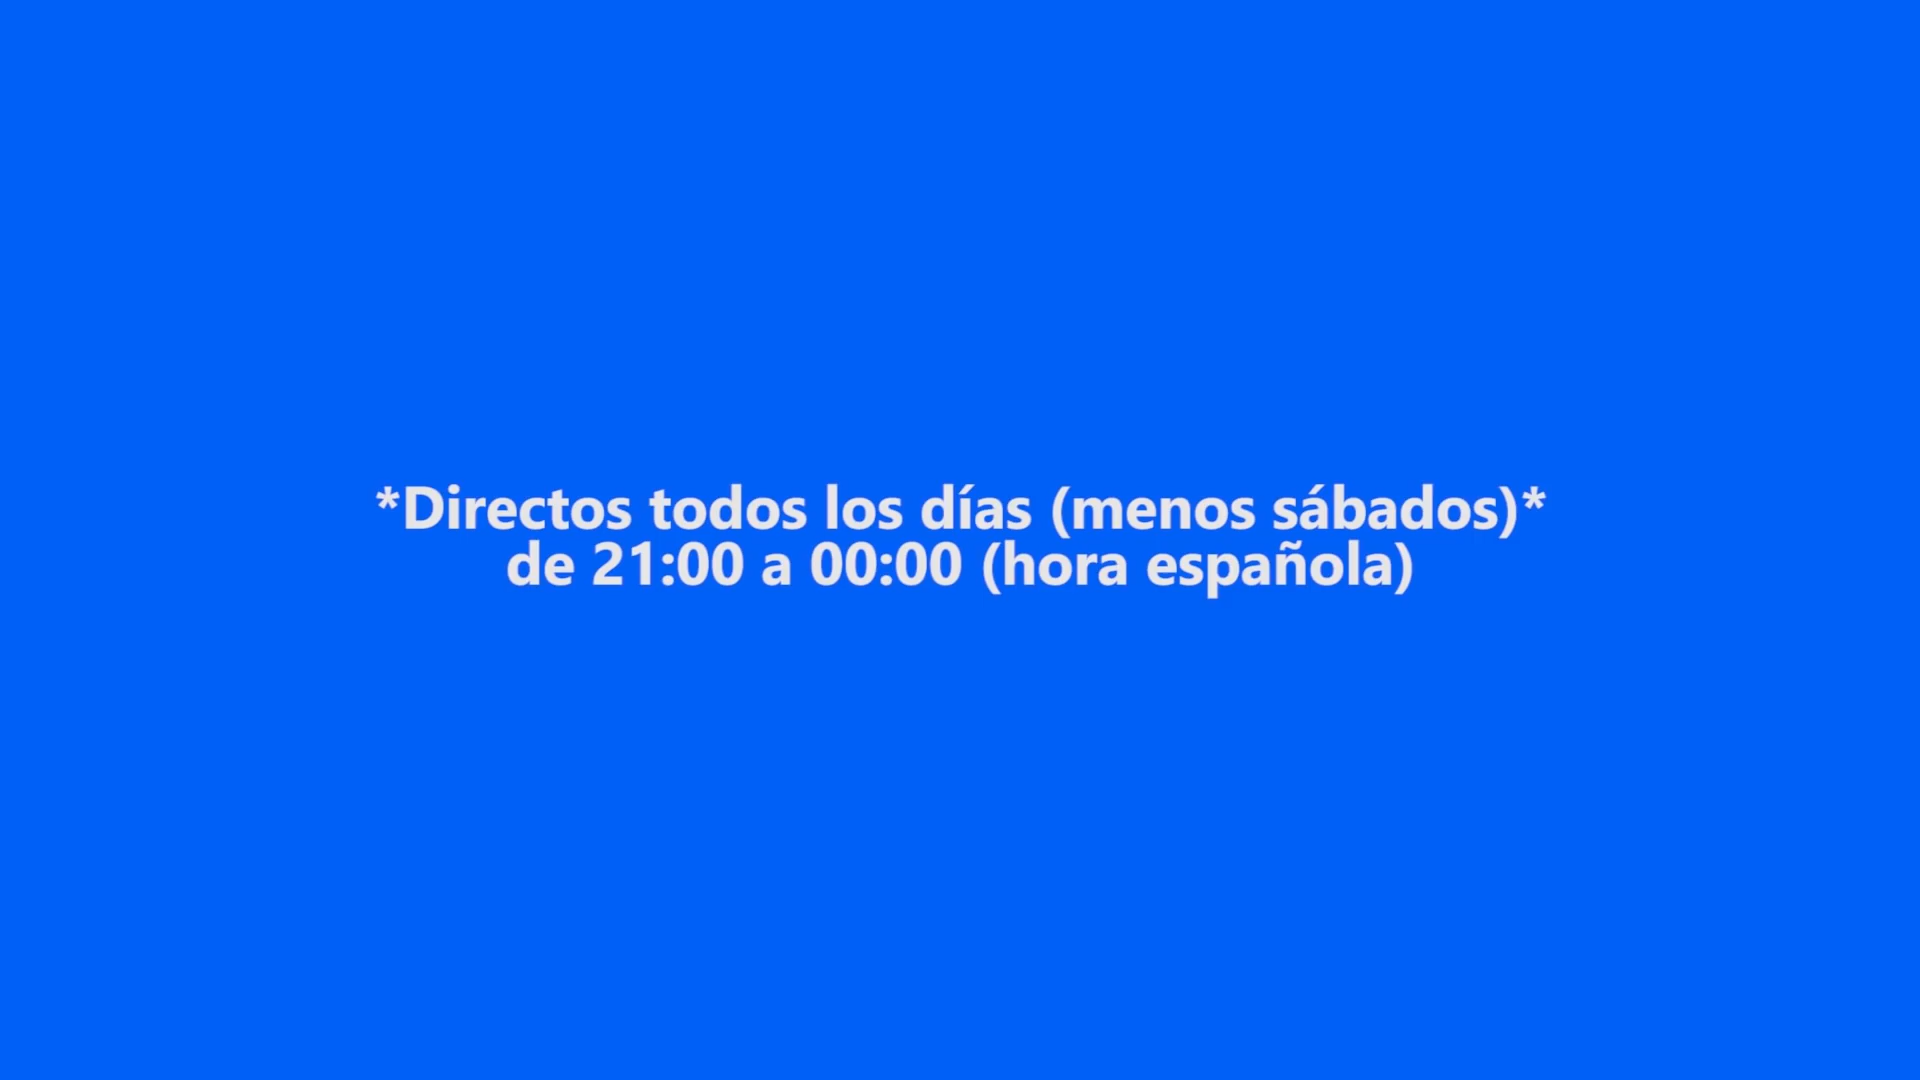 *Directos todos los días (menos sábados)*
de 21:00 a 00:00 (hora española)